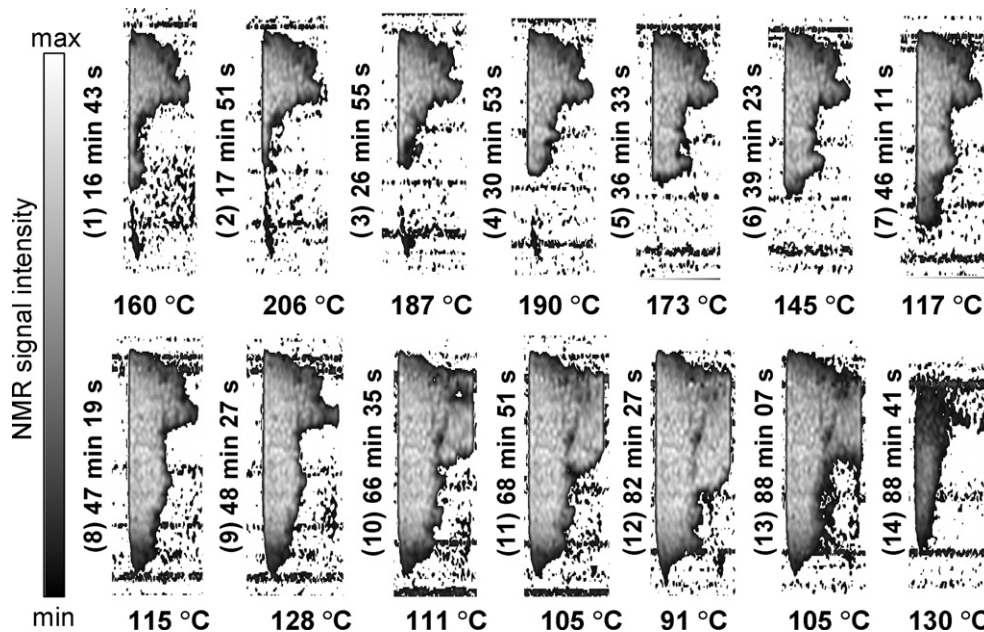 max
NMR signal intensity
min
(1) 16 min 43 s
(2) 17 min 51 s
(3) 26 min 55 s
(4) 30 min 53 s
(5) 36 min 33 s
(6) 39 min 23 s
(7) 46 min 11 s
160 °C
206 °C
187 °C
190 °C
173 °C
145 °C
117 °C
(8) 47 min 19 s
(9) 48 min 27 s
(10) 66 min 35 s
(11) 68 min 51 s
(12) 82 min 27 s
(13) 88 min 07 s
(14) 88 min 41 s
115 °C
128 °C
111 °C
105 °C
91 °C
105 °C
130 °C